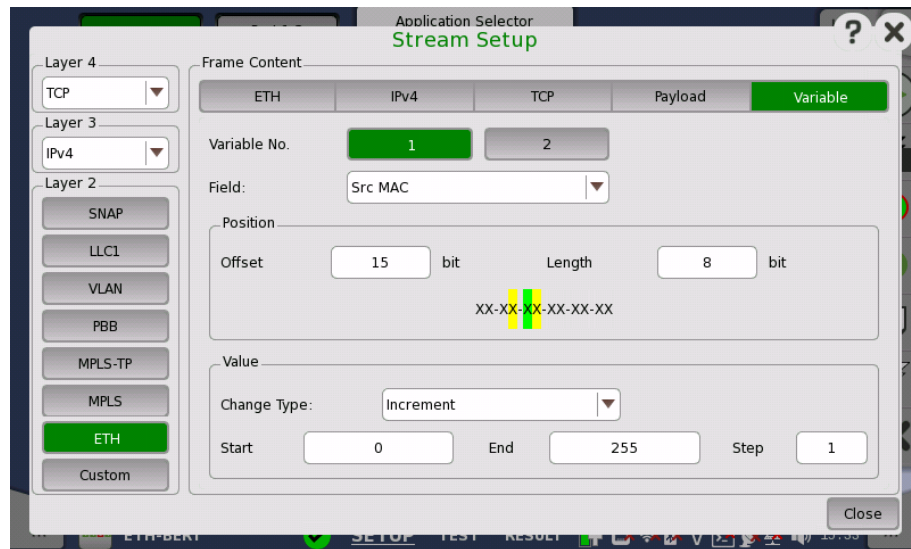 Application Selector
Stream Setup
?
Layer 4
TCP
Layer 3
IPv4
Layer 2
SNAP
LLC1
VLAN
PBB
MPLS-TP
MPLS
ETH
Custom
Frame Content
ETH IPv4 TCP Payload Variable
Variable No. 1 2
Field: Src MAC
Position
Offset 15 bit Length 8 bit
XX-XX-XX-XX-XX-XX
Value
Change Type: Increment
Start 0 End 255 Step 1
Close
ETH-BERT SETUP TEST RESULT